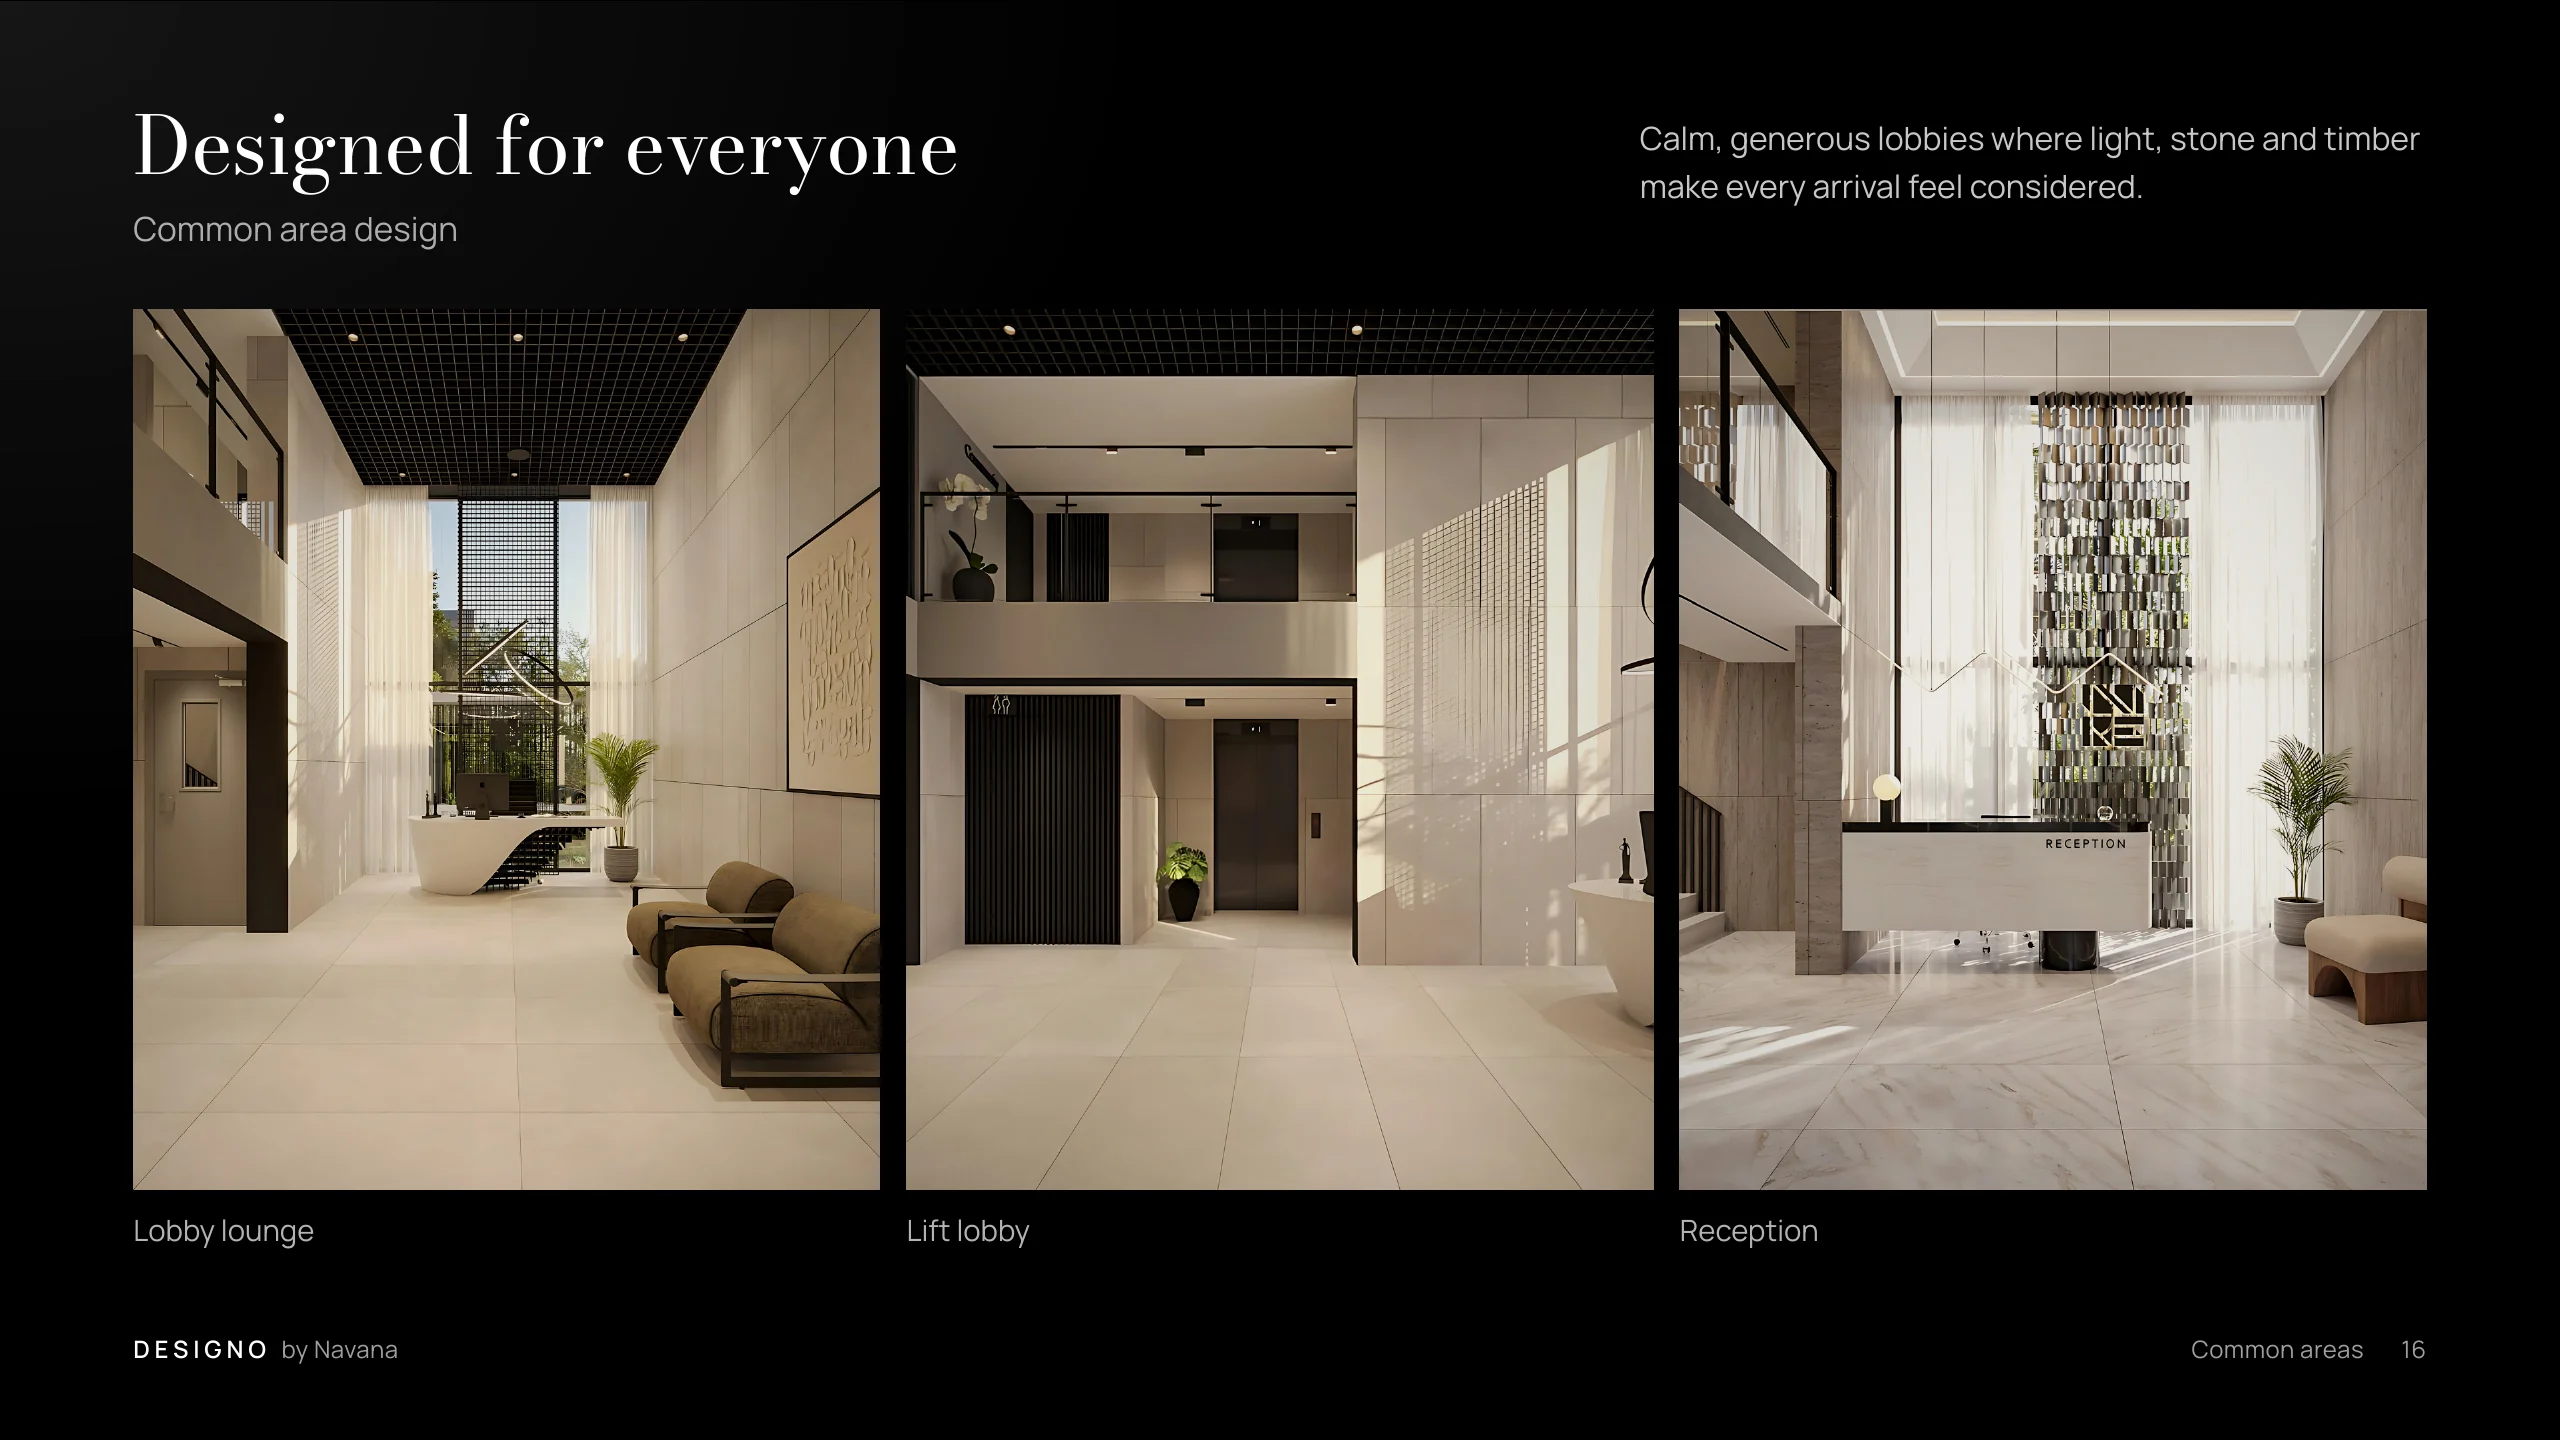 Designed for everyone
Common area design
Calm, generous lobbies where light, stone and timber
make every arrival feel considered.
RECEPTION
Lobby lounge
Lift lobby
Reception
DESIGNO by Navana
Common areas 16